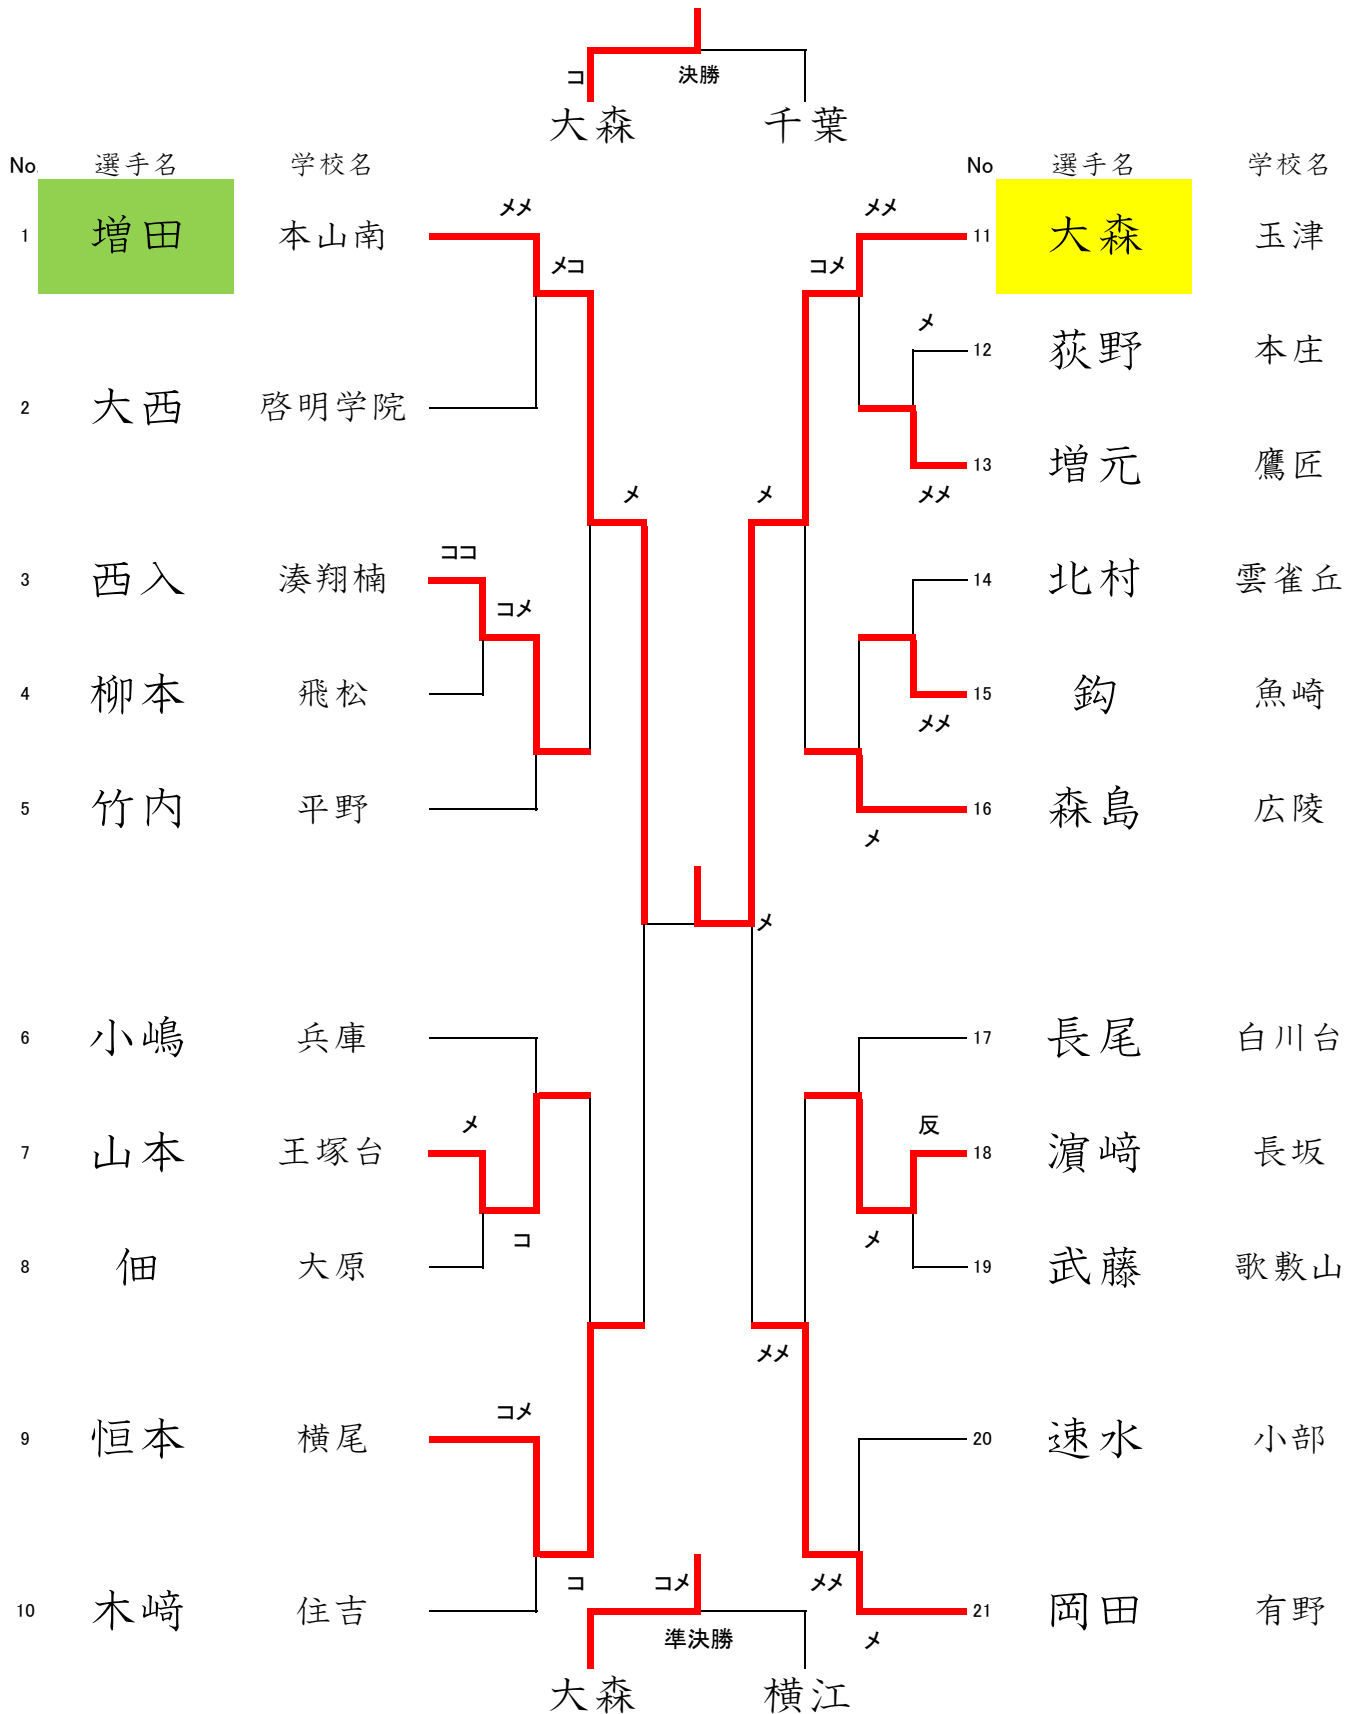 コ 決勝
大森 千葉
No. 選手名 学校名
No 選手名 学校名
メメ
メメ
1 増田 本山南
11 大森 玉津
メコ
コメ
メ
12 荻野 本庄
2 大西 啓明学院
13 増元 鷹匠
メ
メ
メメ
ココ
3 西入 湊翔楠
14 北村 雲雀丘
コメ
4 柳本 飛松
15 鈎 魚崎
メメ
5 竹内 平野
16 森島 広陵
メ
メ
6 小嶋 兵庫
17 長尾 白川台
メ
反
7 山本 王塚台
18 濵﨑 長坂
コ
メ
8 佃 大原
19 武藤 歌敷山
メメ
コメ
9 恒本 横尾
20 速水 小部
コ
コメ
メメ
10 木﨑 住吉
21 岡田 有野
準決勝
メ
大森 横江